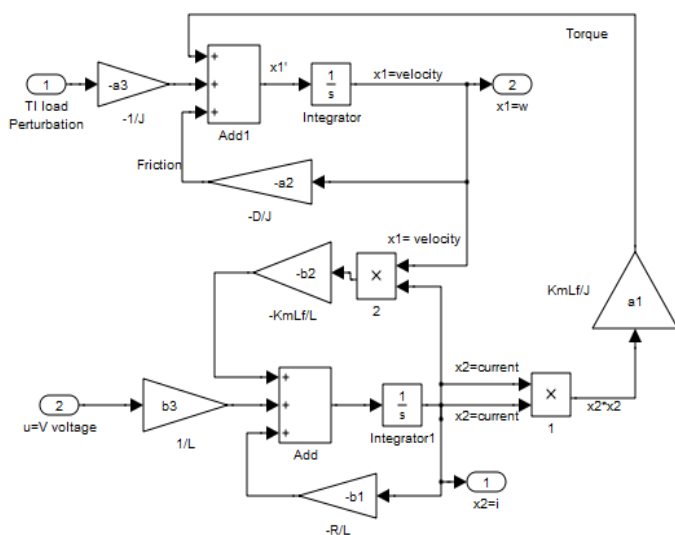 Torque
1
TI load
Perturbation
-a3
-1/J
+
+
+
Add1
x1'
1
s
Integrator
x1=velocity
2
x1=w
Friction
-a2
-D/J
x1= velocity
-b2
-KmLf/L
×
2
KmLf/J
a1
2
u=V voltage
b3
1/L
+
+
+
Add
1
s
Integrator1
x2=current
x2=current
×
1
x2*x2
-b1
-R/L
1
x2=i